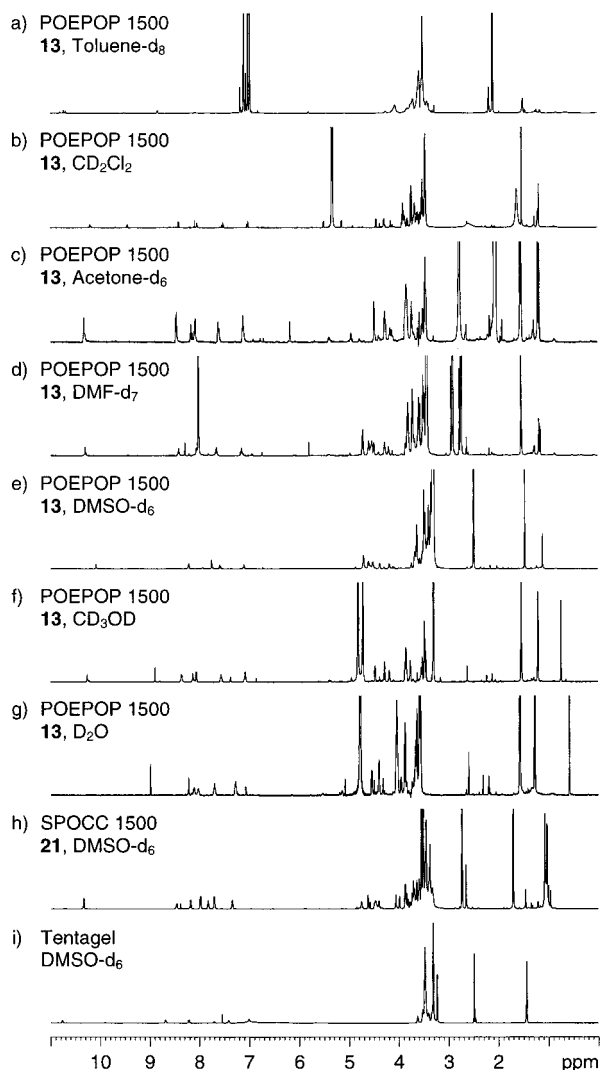 a) POEPOP 1500
13, Toluene-d8
b) POEPOP 1500
13, CD2Cl2
c) POEPOP 1500
13, Acetone-d6
d) POEPOP 1500
13, DMF-d7
e) POEPOP 1500
13, DMSO-d6
f) POEPOP 1500
13, CD3OD
g) POEPOP 1500
13, D2O
h) SPOCC 1500
21, DMSO-d6
i) Tentagel
DMSO-d6
10 9 8 7 6 5 4 3 2 1 ppm